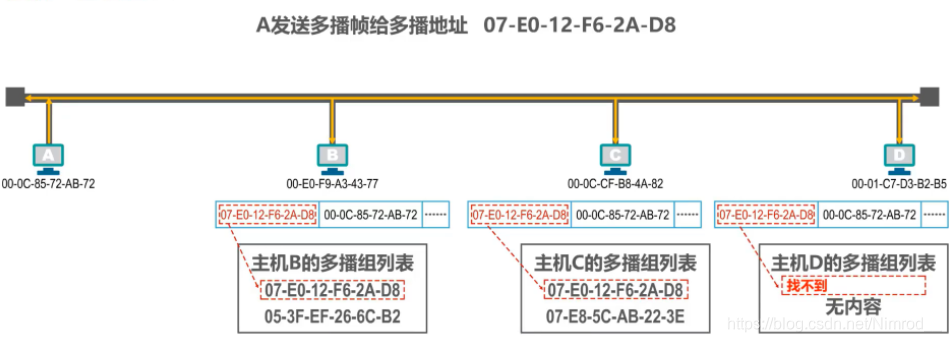 A发送多播帧给多播地址 07-E0-12-F6-2A-D8
A
B
C
D
00-0C-85-72-AB-72
00-E0-F9-A3-43-77
00-0C-CF-B8-4A-82
00-01-C7-D3-B2-B5
07-E0-12-F6-2A-D8 00-0C-85-72-AB-72 ------
07-E0-12-F6-2A-D8 00-0C-85-72-AB-72 ------
07-E0-12-F6-2A-D8 00-0C-85-72-AB-72 ------
主机B的多播组列表
07-E0-12-F6-2A-D8
05-3F-EF-26-6C-B2
主机C的多播组列表
07-E0-12-F6-2A-D8
07-E8-5C-AB-22-3E
主机D的多播组列表
找不到
无内容
https://blog.csdn.net/Nimrod